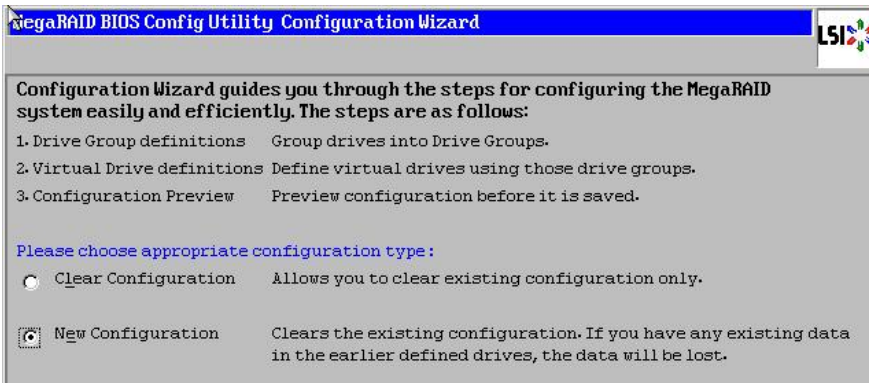 MegaRAID BIOS Config Utility Configuration Wizard
LSI
Configuration Wizard guides you through the steps for configuring the MegaRAID
system easily and efficiently. The steps are as follows:
1. Drive Group definitions Group drives into Drive Groups.
2. Virtual Drive definitions Define virtual drives using those drive groups.
3. Configuration Preview Preview configuration before it is saved.
Please choose appropriate configuration type:
Clear Configuration Allows you to clear existing configuration only.
New Configuration Clears the existing configuration. If you have any existing data
in the earlier defined drives, the data will be lost.